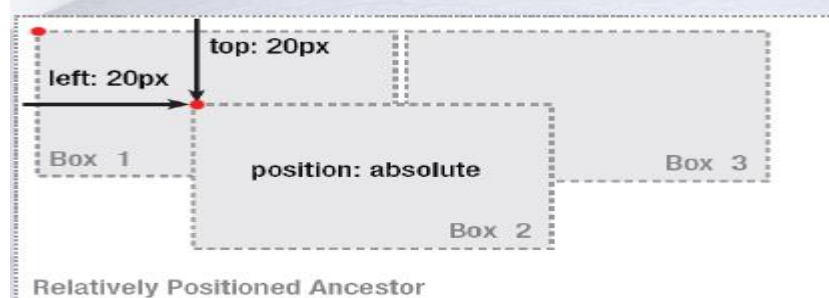 top: 20px
left: 20px
Box 1
position: absolute
Box 3
Box 2
Relatively Positioned Ancestor